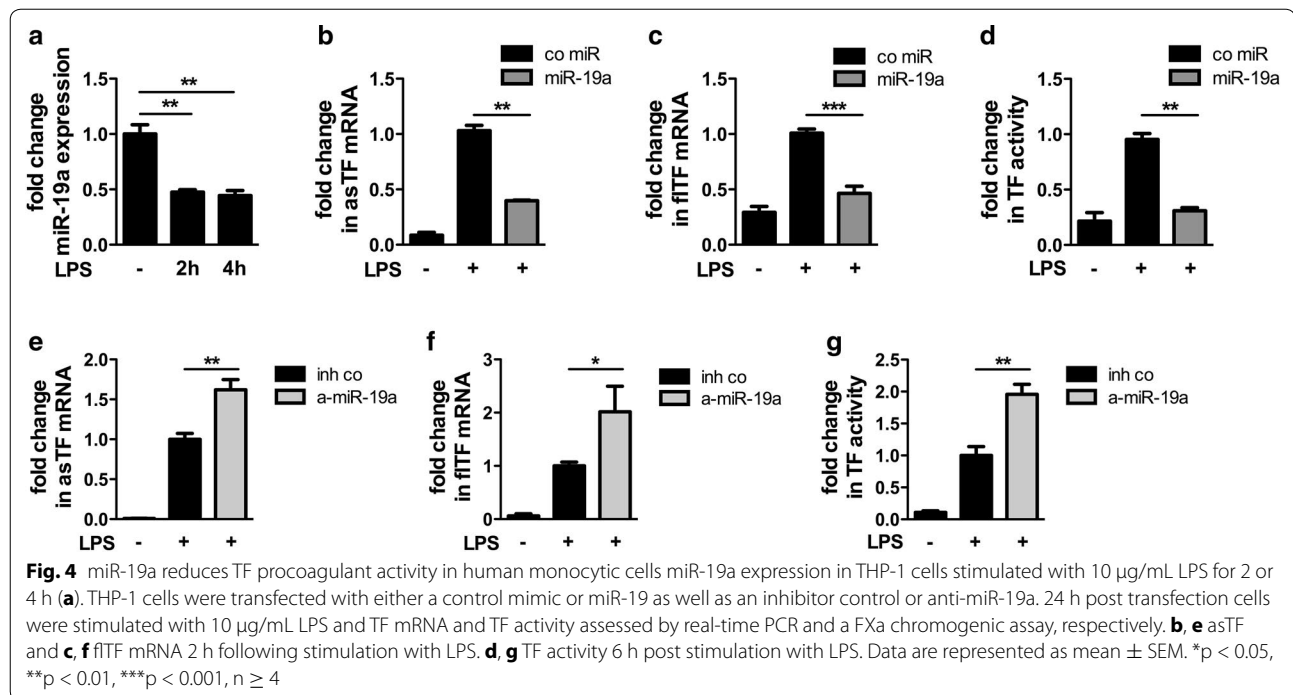 a
b
c
d
co miR
miR-19a
co miR
miR-19a
co miR
miR-19a
fold change
miR-19a expression
1.5
1.0
0.5
0.0
**
**
LPS - 2h 4h
fold change
in asTF mRNA
1.5
1.0
0.5
0.0
**
LPS - + +
fold change
in flTF mRNA
1.5
1.0
0.5
0.0
***
LPS - + +
fold change
in TF activity
1.5
1.0
0.5
0.0
**
LPS - + +
e
f
g
fold change
in asTF mRNA
2.0
1.5
1.0
0.5
0.0
**
LPS - + +
inh co
a-miR-19a
fold change
in flTF mRNA
3
2
1
0
*
LPS - + +
inh co
a-miR-19a
fold change
in TF activity
2.5
2.0
1.5
1.0
0.5
0.0
**
LPS - + +
inh co
a-miR-19a
Fig. 4 miR-19a reduces TF procoagulant activity in human monocytic cells miR-19a expression in THP-1 cells stimulated with 10 µg/mL LPS for 2 or
4 h (a). THP-1 cells were transfected with either a control mimic or miR-19 as well as an inhibitor control or anti-miR-19a. 24 h post transfection cells
were stimulated with 10 µg/mL LPS and TF mRNA and TF activity assessed by real-time PCR and a FXa chromogenic assay, respectively. b, e asTF
and c, f flTF mRNA 2 h following stimulation with LPS. d, g TF activity 6 h post stimulation with LPS. Data are represented as mean ± SEM. *p < 0.05,
**p < 0.01, ***p < 0.001, n ≥ 4